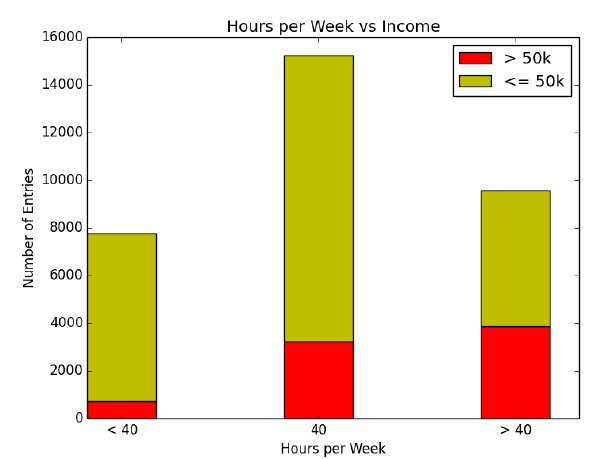 Hours per Week vs Income
> 50k
<= 50k
16000
14000
12000
10000
8000
6000
4000
2000
0
Number of Entries
< 40
40
> 40
Hours per Week